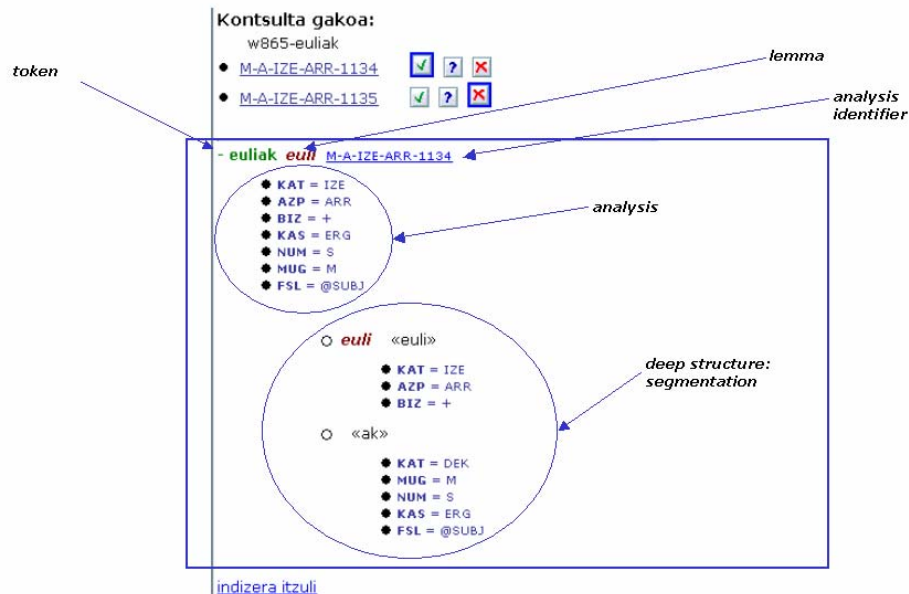 Kontsulta gakoa:
w865-euliak
M-A-IZE-ARR-1134 ?
M-A-IZE-ARR-1135 ?
token
lemma
analysis
identifier
- euliak euli M-A-IZE-ARR-1134
KAT = IZE
AZP = ARR
BIZ = +
KAS = ERG
NUM = S
MUG = M
FSL = @SUBJ
analysis
euli «euli»
KAT = IZE
AZP = ARR
BIZ = +
deep structure:
segmentation
«ak»
KAT = DEK
MUG = M
NUM = S
KAS = ERG
FSL = @SUBJ
indizera itzuli